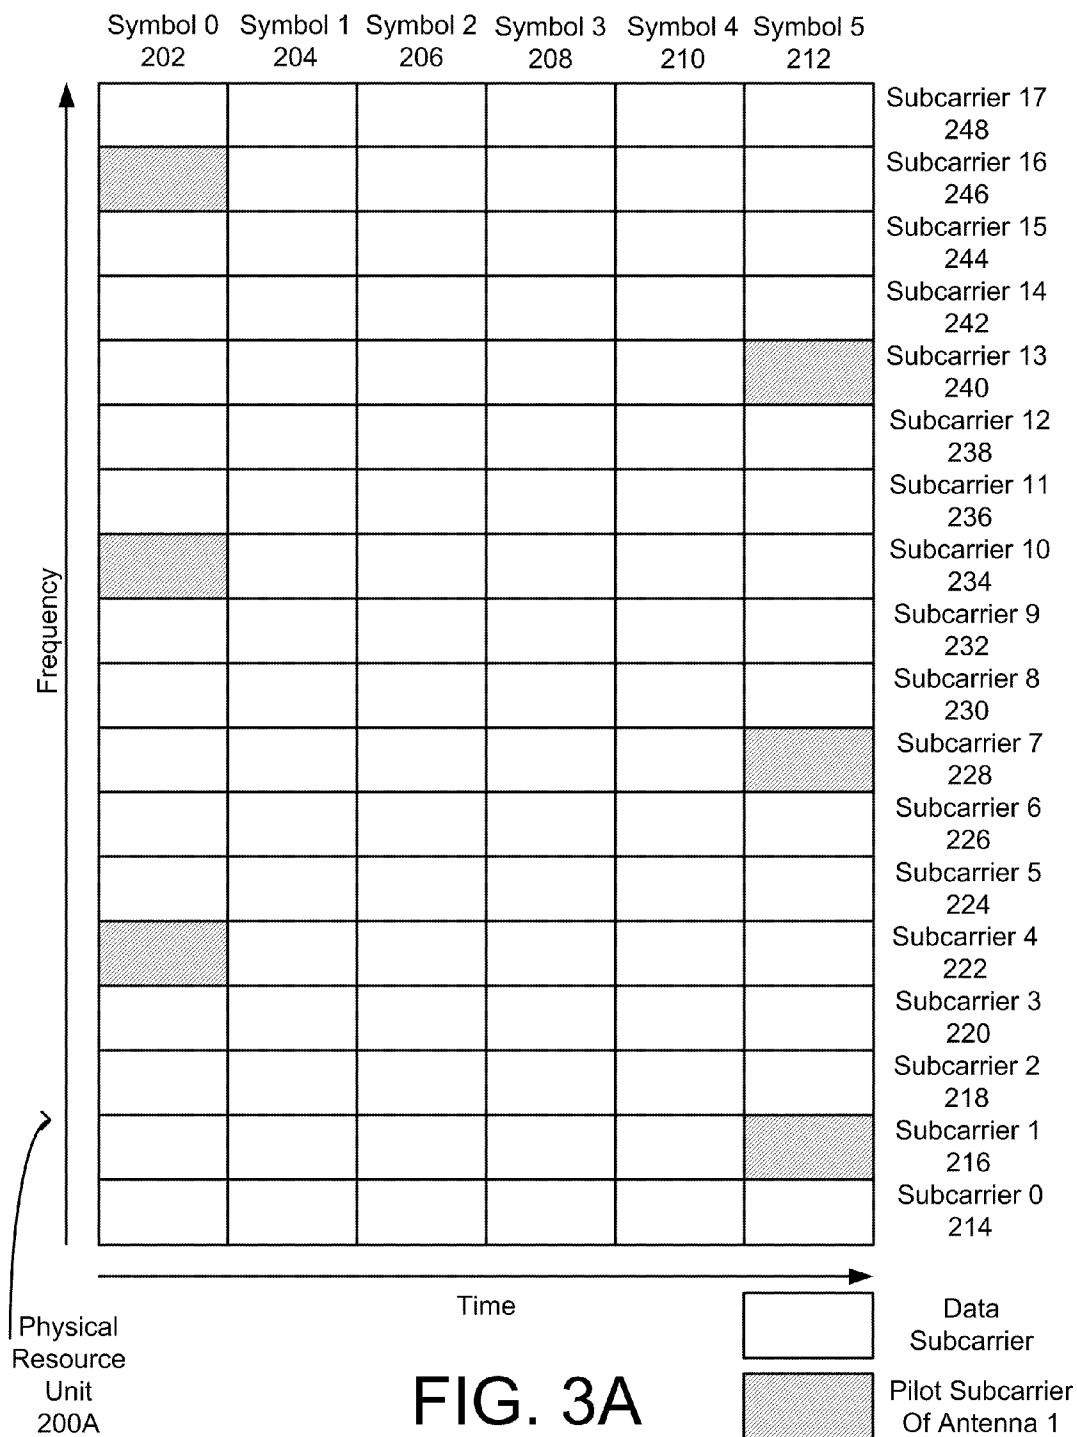 Symbol 0 Symbol 1 Symbol 2 Symbol 3 Symbol 4 Symbol 5
202 204 206 208 210 212
Subcarrier 17
248
Subcarrier 16
246
Subcarrier 15
244
Subcarrier 14
242
Subcarrier 13
240
Subcarrier 12
238
Subcarrier 11
236
Subcarrier 10
234
Subcarrier 9
232
Subcarrier 8
230
Subcarrier 7
228
Subcarrier 6
226
Subcarrier 5
224
Subcarrier 4
222
Subcarrier 3
220
Subcarrier 2
218
Subcarrier 1
216
Subcarrier 0
214
Frequency
Time
Physical
Resource
Unit
200A
Data
Subcarrier
Pilot Subcarrier
Of Antenna 1
FIG. 3A